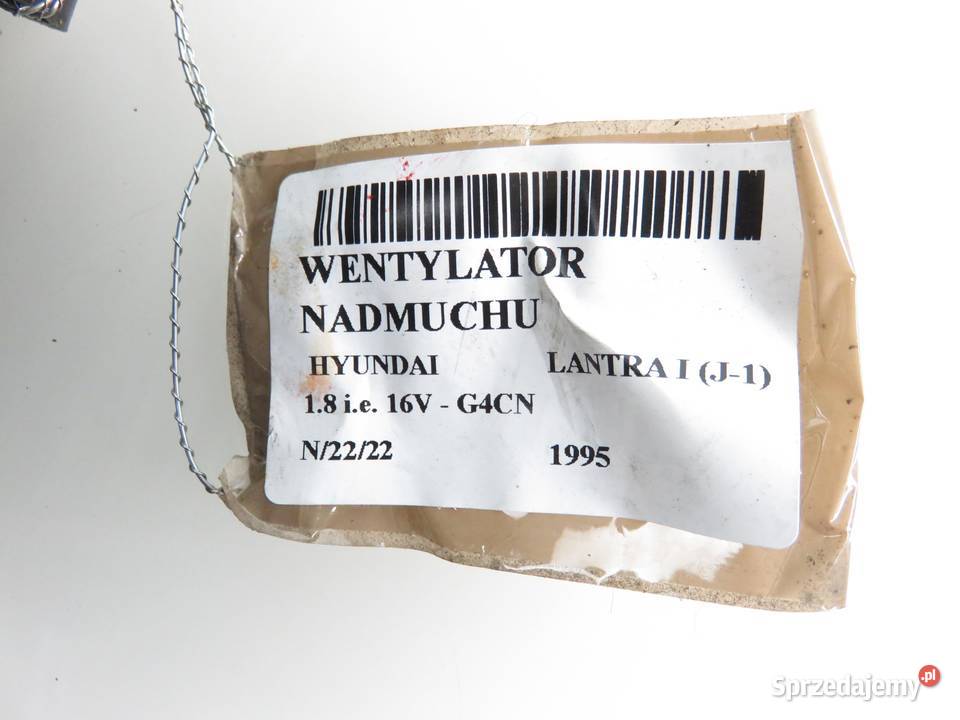 WENTYLATOR
NADMUCHU
HYUNDAI LANTRA I (J-1)
1.8 i.e. 16V - G4CN
N/22/22 1995
Sprzedajemy.pl